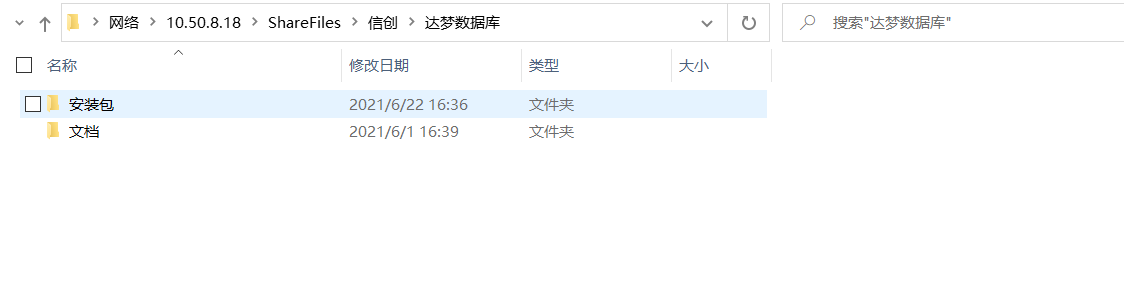 网络 > 10.50.8.18 > ShareFiles > 信创 > 达梦数据库 搜索"达梦数据库"
名称 修改日期 类型 大小
安装包 2021/6/22 16:36 文件夹
文档 2021/6/1 16:39 文件夹